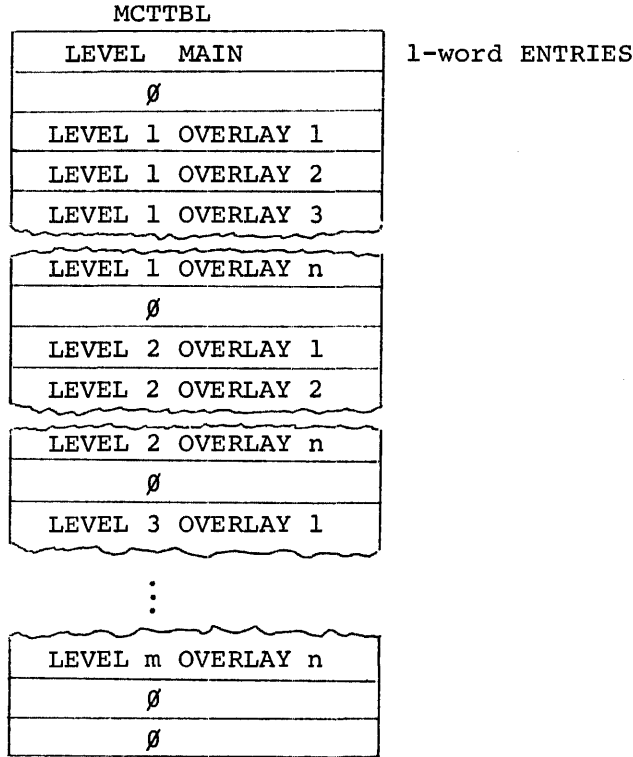 MCTTBL
LEVEL MAIN 1-word ENTRIES
Ø
LEVEL 1 OVERLAY 1
LEVEL 1 OVERLAY 2
LEVEL 1 OVERLAY 3
LEVEL 1 OVERLAY n
Ø
LEVEL 2 OVERLAY 1
LEVEL 2 OVERLAY 2
LEVEL 2 OVERLAY n
Ø
LEVEL 3 OVERLAY 1
⋮
LEVEL m OVERLAY n
Ø
Ø